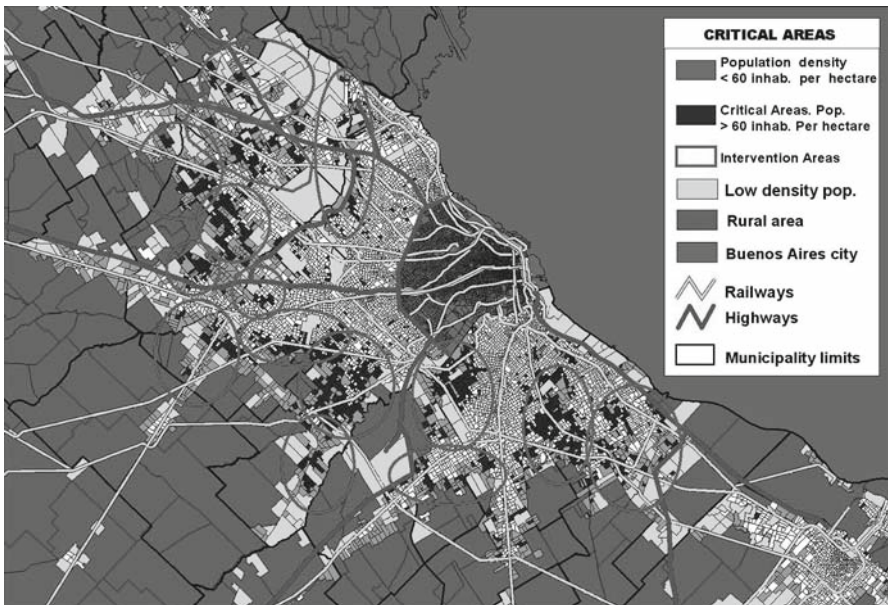 CRITICAL AREAS
Population density
< 60 inhab. per hectare
Critical Areas. Pop.
> 60 inhab. Per hectare
Intervention Areas
Low density pop.
Rural area
Buenos Aires city
Railways
Highways
Municipality limits